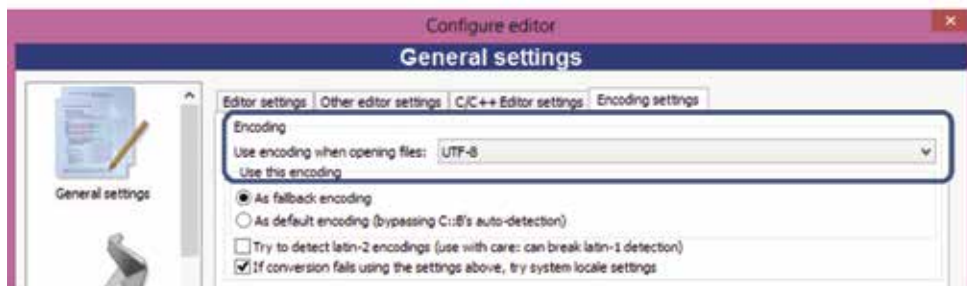 Configure editor
General settings
Editor settings Other editor settings C/C++ Editor settings Encoding settings
Encoding
Use encoding when opening files: UTF-8
Use this encoding
General settings
As fallback encoding
As default encoding (bypassing C::B's auto-detection)
Try to detect latin-2 encodings (use with care: can break latin-1 detection)
If conversion fails using the settings above, try system locale settings